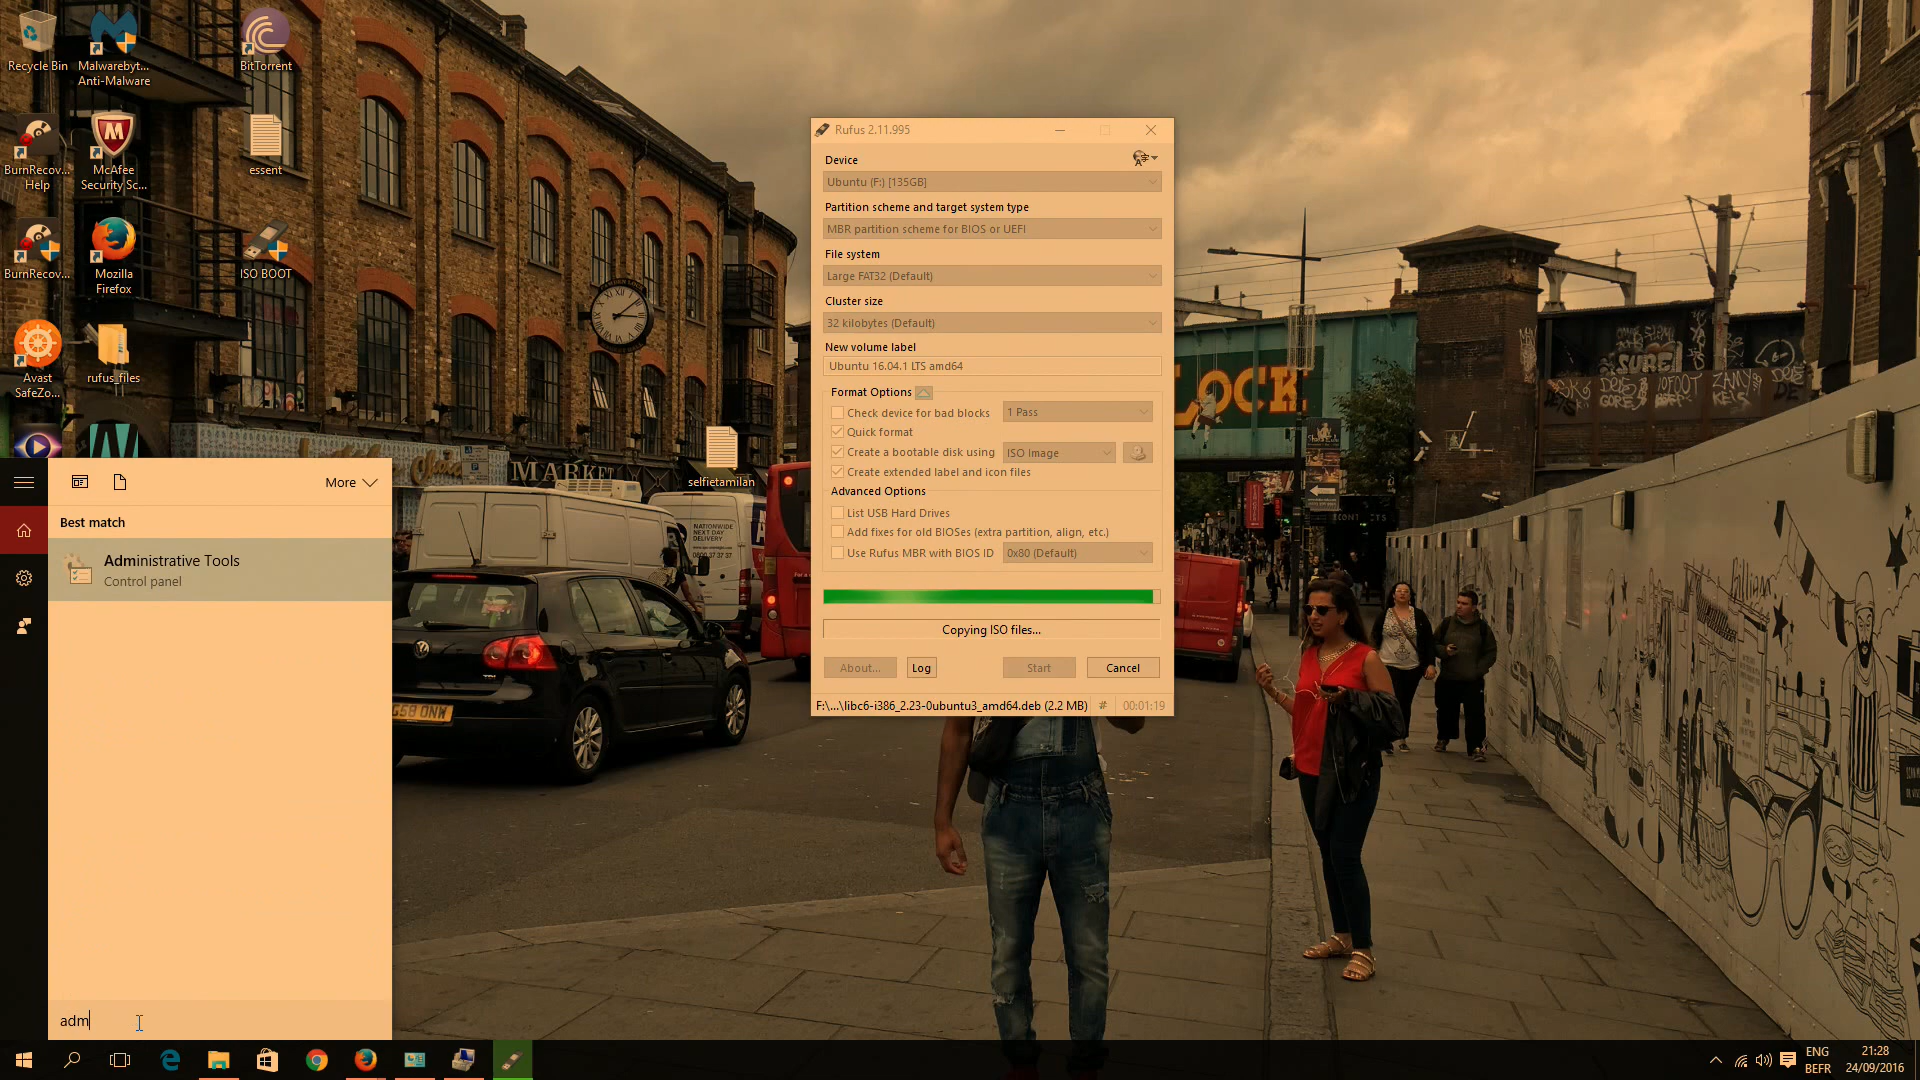 Recycle Bin
Malwarebyt...
Anti-Malware
BitTorrent
BurnRecov...
Help
McAfee
Security Sc...
essent
BurnRecov...
Mozilla
Firefox
ISO BOOT
Avast
SafeZo...
rufus_files
selfietamilan
More
Best match
Administrative Tools
Control panel
adm
Rufus 2.11.995
Device
Ubuntu (F:) [135GB]
Partition scheme and target system type
MBR partition scheme for BIOS or UEFI
File system
Large FAT32 (Default)
Cluster size
32 kilobytes (Default)
New volume label
Ubuntu 16.04.1 LTS amd64
Format Options
Check device for bad blocks
1 Pass
Quick format
Create a bootable disk using
ISO Image
Create extended label and icon files
Advanced Options
List USB Hard Drives
Add fixes for old BIOSes (extra partition, align, etc.)
Use Rufus MBR with BIOS ID
0x80 (Default)
Copying ISO files...
About...
Log
Start
Cancel
F:\...\libc6-i386_2.23-0ubuntu3_amd64.deb (2.2 MB)
#
00:01:19
MARKET
NATIONWIDE
NEXT DAY
DELIVERY
LOCK
ENG
BEFR
21:28
24/09/2016